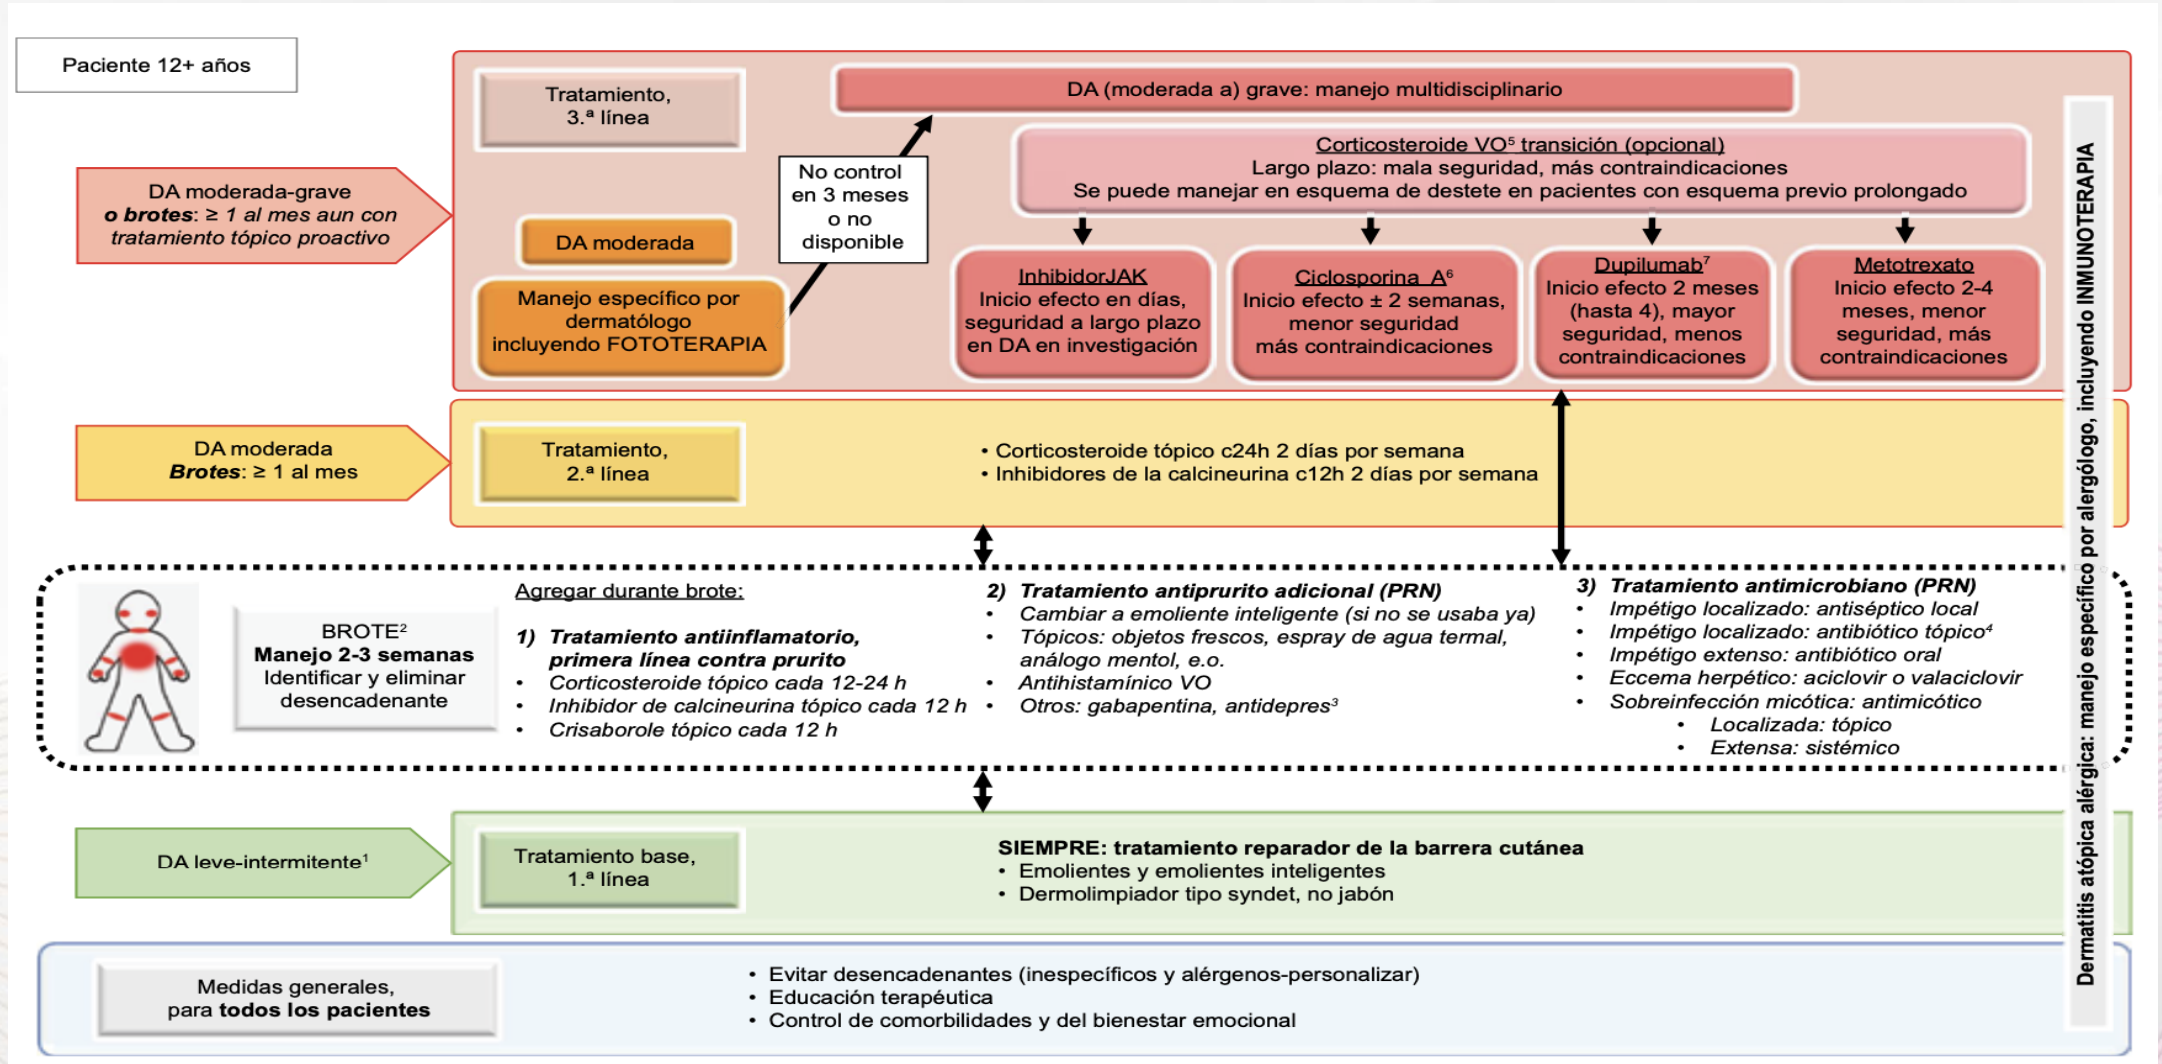 Paciente 12+ años
Tratamiento,
3.ª línea
DA (moderada a) grave: manejo multidisciplinario
Corticosteroide VO⁵ transición (opcional)
Largo plazo: mala seguridad, más contraindicaciones
Se puede manejar en esquema de destete en pacientes con esquema previo prolongado
No control
en 3 meses
o no
disponible
DA moderada-grave
o brotes: ≥ 1 al mes aun con
tratamiento tópico proactivo
DA moderada
Manejo específico por
dermatólogo
incluyendo FOTOTERAPIA
InhibidorJAK
Inicio efecto en días,
seguridad a largo plazo
en DA en investigación
Ciclosporina A⁶
Inicio efecto ± 2 semanas,
menor seguridad
más contraindicaciones
Dupilumab⁷
Inicio efecto 2 meses
(hasta 4), mayor
seguridad, menos
contraindicaciones
Metotrexato
Inicio efecto 2-4
meses, menor
seguridad, más
contraindicaciones
DA moderada
Brotes: ≥ 1 al mes
Tratamiento,
2.ª línea
• Corticosteroide tópico c24h 2 días por semana
• Inhibidores de la calcineurina c12h 2 días por semana
BROTE²
Manejo 2-3 semanas
Identificar y eliminar
desencadenante
Agregar durante brote:
1) Tratamiento antiinflamatorio,
primera línea contra prurito
• Corticosteroide tópico cada 12-24 h
• Inhibidor de calcineurina tópico cada 12 h
• Crisaborole tópico cada 12 h
2) Tratamiento antiprurito adicional (PRN)
• Cambiar a emoliente inteligente (si no se usaba ya)
• Tópicos: objetos frescos, espray de agua termal,
análogo mentol, e.o.
• Antihistamínico VO
• Otros: gabapentina, antidepres³
3) Tratamiento antimicrobiano (PRN)
• Impétigo localizado: antiséptico local
• Impétigo localizado: antibiótico tópico⁴
• Impétigo extenso: antibiótico oral
• Eccema herpético: aciclovir o valaciclovir
• Sobreinfección micótica: antimicótico
• Localizada: tópico
• Extensa: sistémico
DA leve-intermitente¹
Tratamiento base,
1.ª línea
SIEMPRE: tratamiento reparador de la barrera cutánea
• Emolientes y emolientes inteligentes
• Dermolimpiador tipo syndet, no jabón
Medidas generales,
para todos los pacientes
• Evitar desencadenantes (inespecíficos y alérgenos-personalizar)
• Educación terapéutica
• Control de comorbilidades y del bienestar emocional
Dermatitis atópica alérgica: manejo específico por alergólogo, incluyendo INMUNOTERAPIA